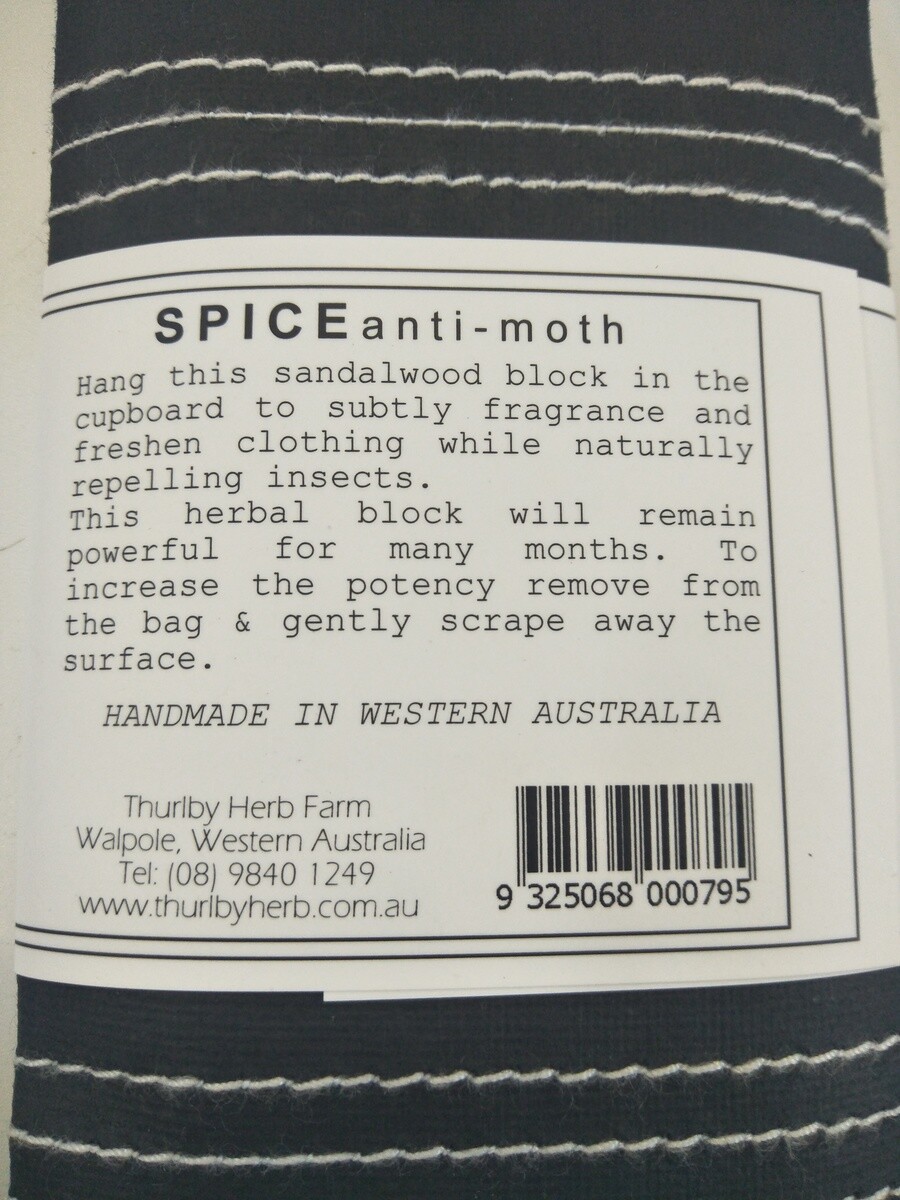 SPICE anti-moth
Hang this sandalwood block in the
cupboard to subtly fragrance and
freshen clothing while naturally
repelling insects.
This herbal block will remain
powerful for many months. To
increase the potency remove from
the bag & gently scrape away the
surface.
HANDMADE IN WESTERN AUSTRALIA
Thurlby Herb Farm
Walpole, Western Australia
Tel: (08) 9840 1249
www.thurlbyherb.com.au
9 325068 000795